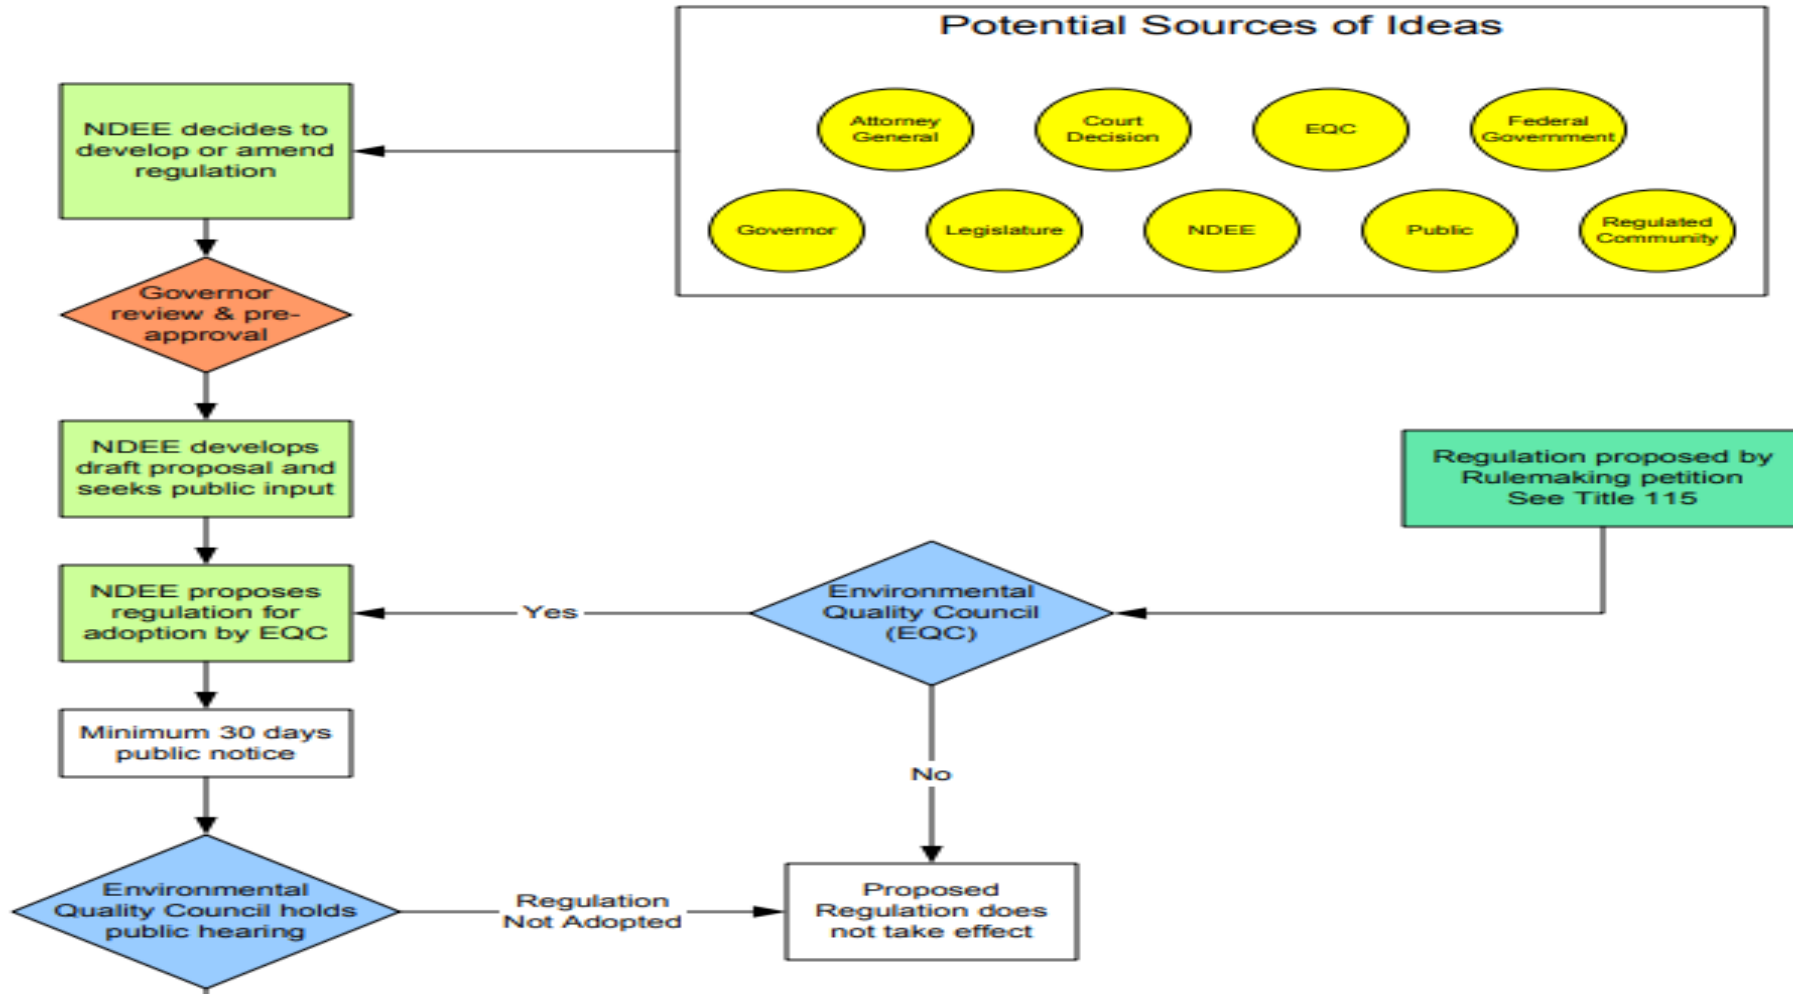 Potential Sources of Ideas
Attorney
General
Court
Decision
EQC
Federal
Government
Governor
Legislature
NDEE
Public
Regulated
Community
NDEE decides to
develop or amend
regulation
Governor
review & pre-
approval
NDEE develops
draft proposal and
seeks public input
Regulation proposed by
Rulemaking petition
See Title 115
NDEE proposes
regulation for
adoption by EQC
Yes
Environmental
Quality Council
(EQC)
Minimum 30 days
public notice
No
Environmental
Quality Council holds
public hearing
Regulation
Not Adopted
Proposed
Regulation does
not take effect